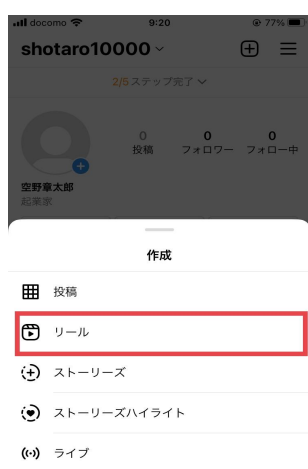 docomo 9:20 77%
shotaro10000
2/5 ステップ完了
0 0 0
投稿 フォロワー フォロー中
空野章太郎
起業家
作成
投稿
リール
ストーリーズ
ストーリーズハイライト
ライブ